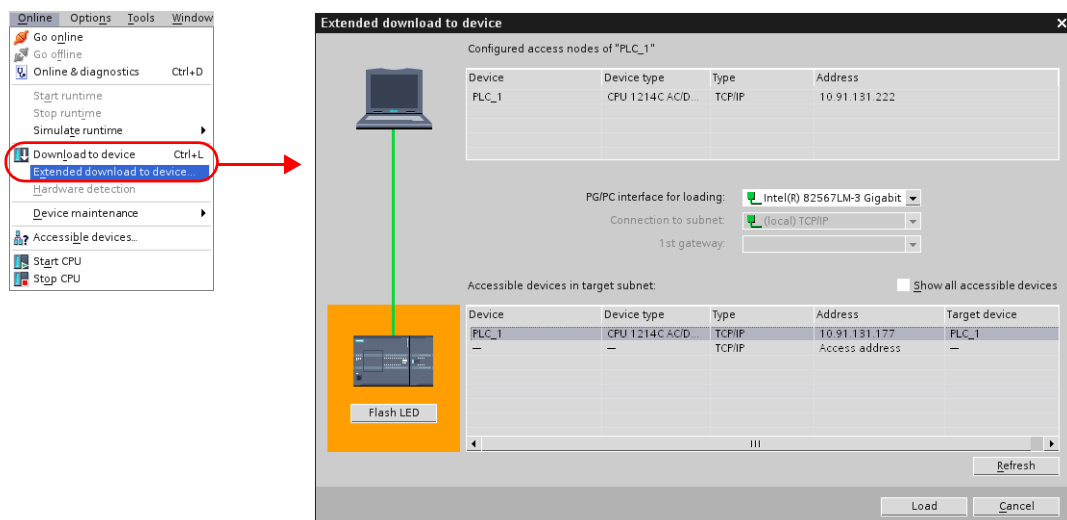 Online Options Tools Window
Go online
Go offline
Online & diagnostics Ctrl+D
Start runtime
Stop runtime
Simulate runtime
Download to device Ctrl+L
Extended download to device...
Hardware detection
Device maintenance
Accessible devices...
Start CPU
Stop CPU
Extended download to device
Configured access nodes of "PLC_1"
Device Device type Type Address
PLC_1 CPU 1214C AC/D... TCP/IP 10.91.131.222
PG/PC interface for loading: Intel(R) 82567LM-3 Gigabit
Connection to subnet: (local) TCP/IP
1st gateway:
Accessible devices in target subnet: Show all accessible devices
Device Device type Type Address Target device
PLC_1 CPU 1214C AC/D... TCP/IP 10.91.131.177 PLC_1
— — TCP/IP Access address —
Flash LED
Refresh
Load Cancel